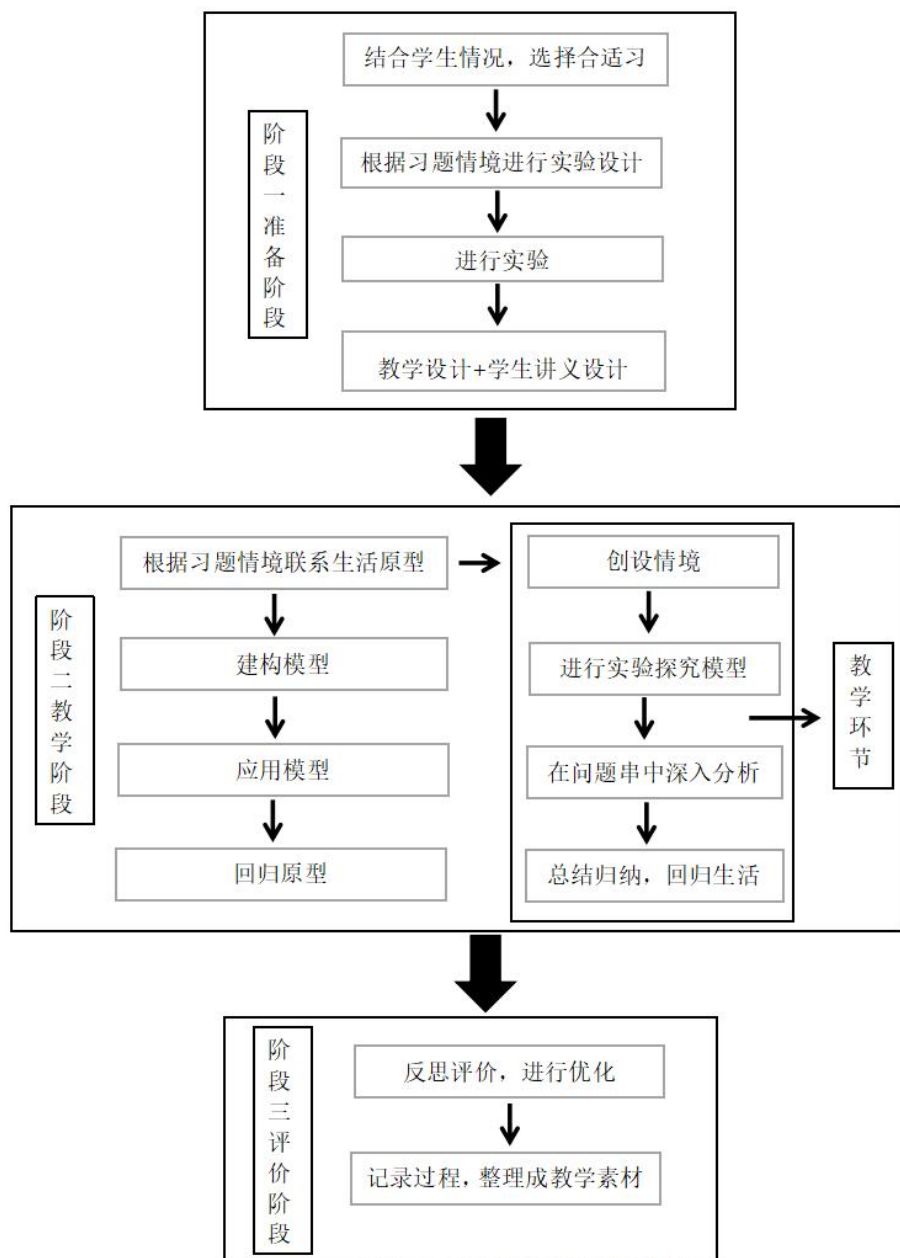 阶段一准备阶段
结合学生情况，选择合适习
根据习题情境进行实验设计
进行实验
教学设计+学生讲义设计
阶段二教学阶段
根据习题情境联系生活原型
建构模型
应用模型
回归原型
创设情境
进行实验探究模型
在问题串中深入分析
总结归纳，回归生活
教学环节
阶段三评价阶段
反思评价，进行优化
记录过程，整理成教学素材